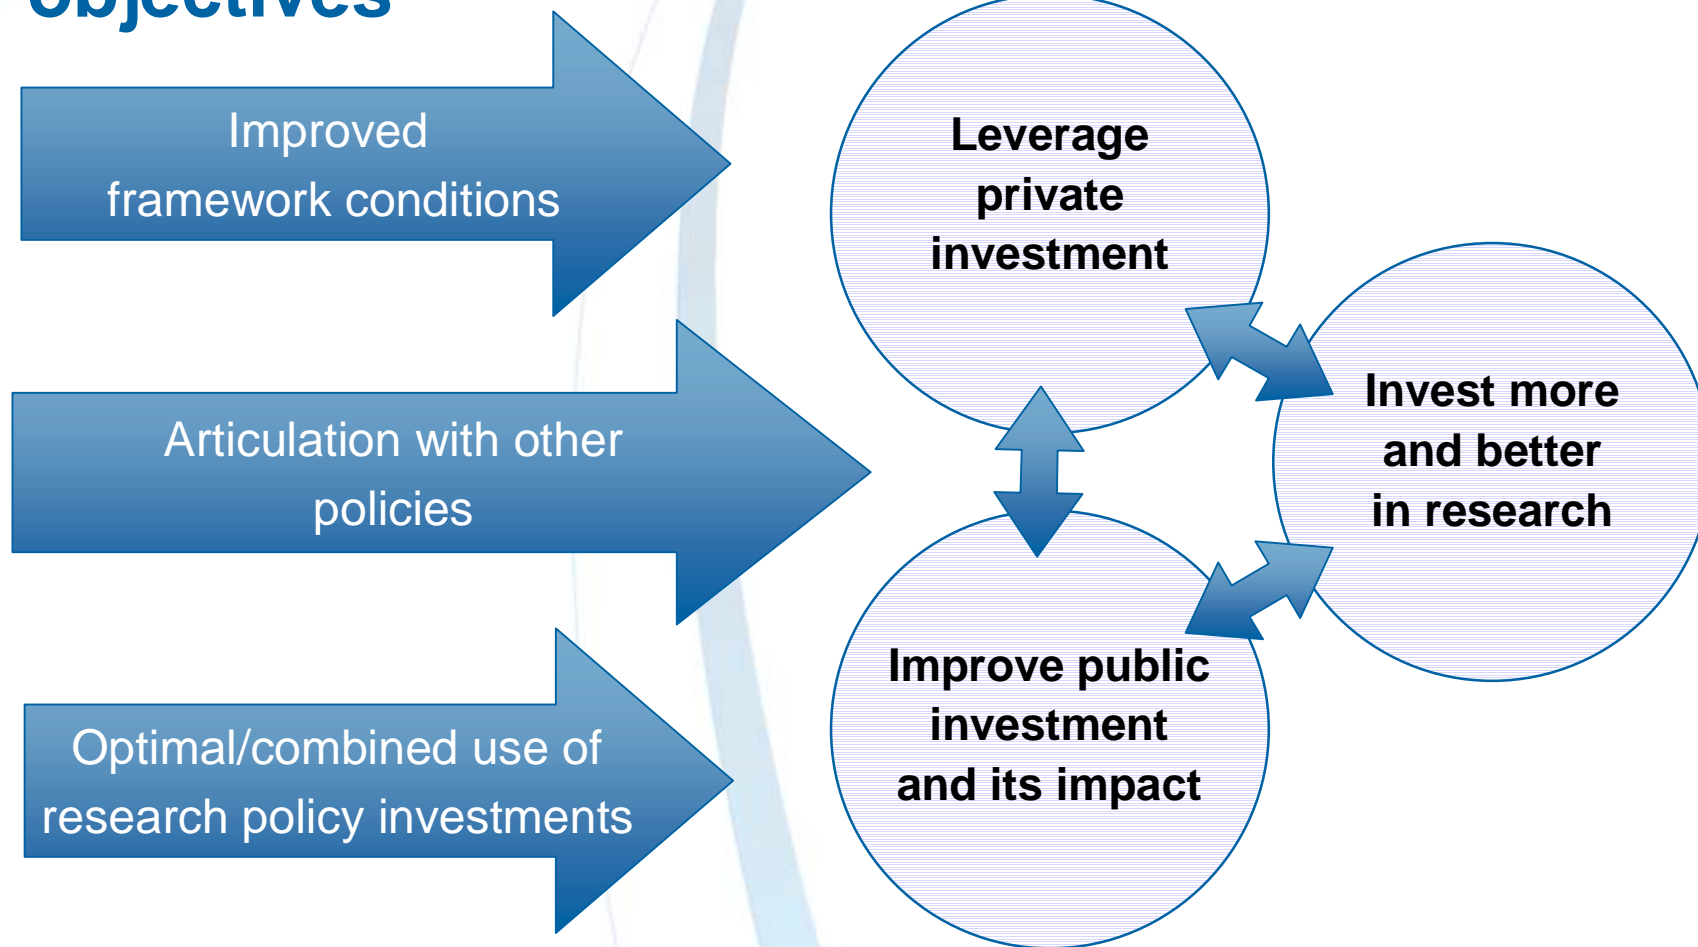 objectives
Improved
framework conditions
Articulation with other
policies
Optimal/combined use of
research policy investments
Leverage
private
investment
Invest more
and better
in research
Improve public
investment
and its impact